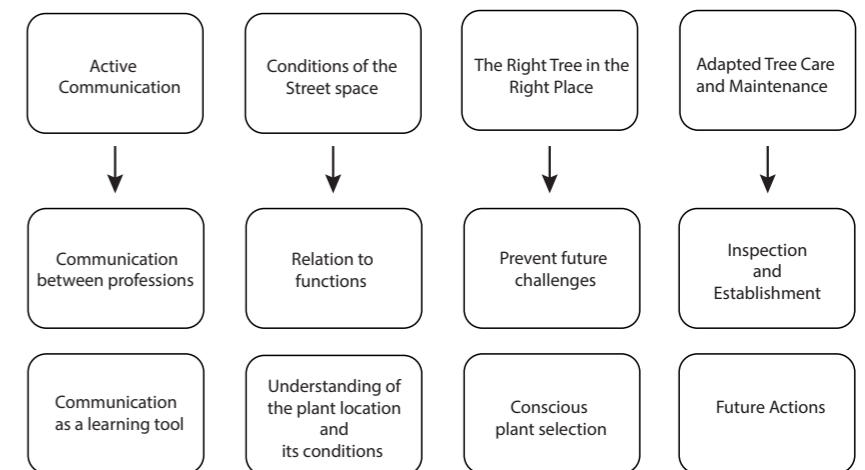 Active
Communication
Conditions of the
Street space
The Right Tree in the
Right Place
Adapted Tree Care
and Maintenance
Communication
between professions
Relation to
functions
Prevent future
challenges
Inspection
and
Establishment
Communication
as a learning tool
Understanding of
the plant location
and
its conditions
Conscious
plant selection
Future Actions